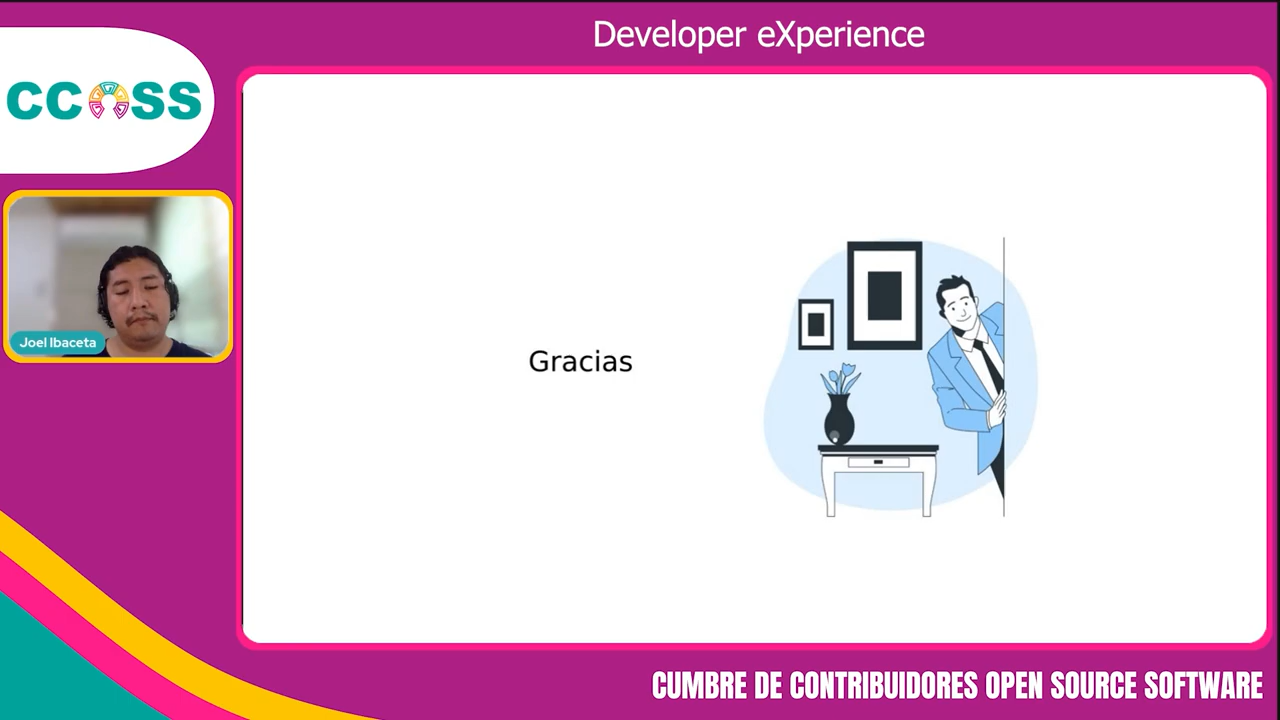 Developer eXperience
CCOSS
Joel Ibaceta
Gracias
CUMBRE DE CONTRIBUIDORES OPEN SOURCE SOFTWARE